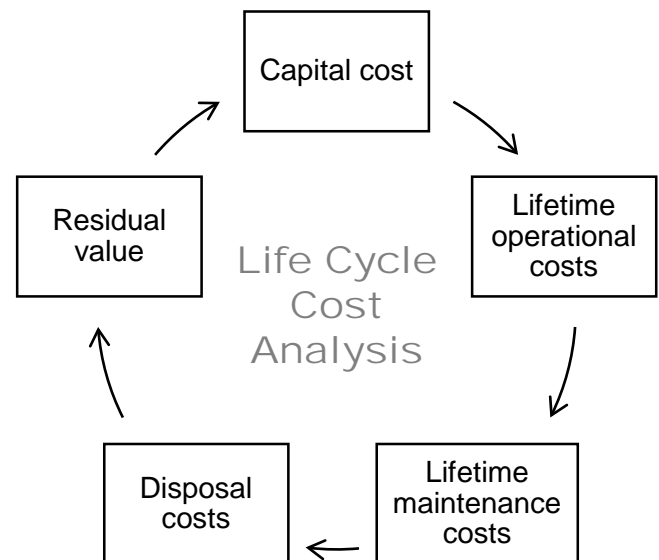 Capital cost
Lifetime
operational
costs
Lifetime
maintenance
costs
Disposal
costs
Residual
value
Life Cycle
Cost
Analysis